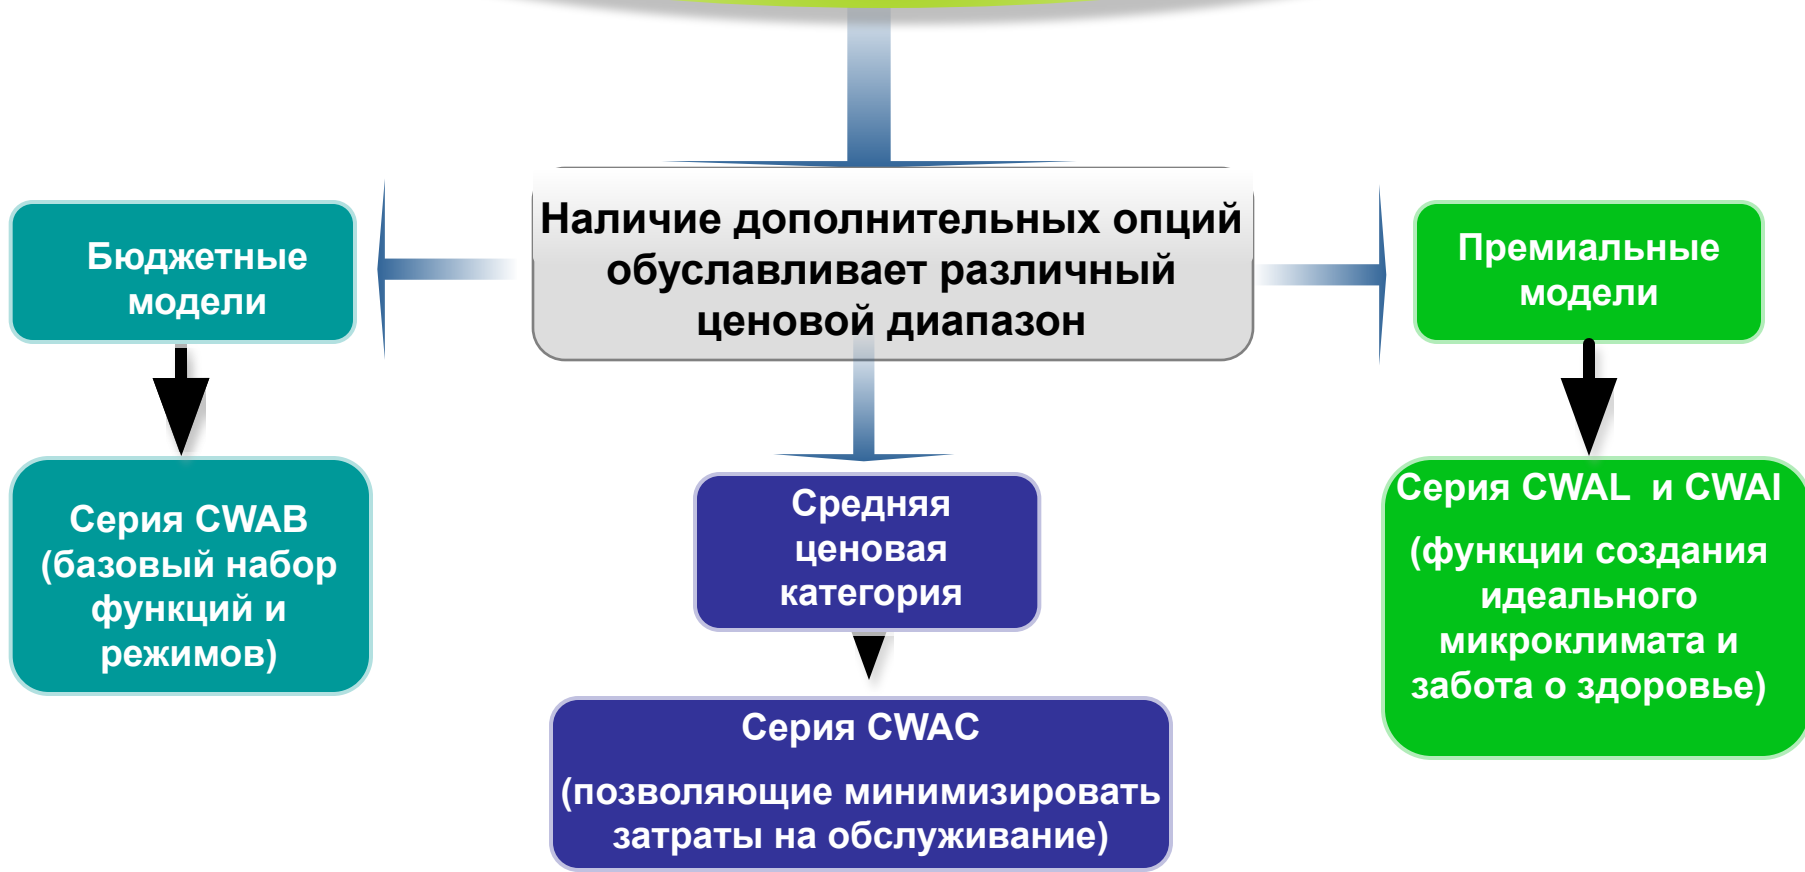 Наличие дополнительных опций
обуславливает различный
ценовой диапазон
Бюджетные
модели
Премиальные
модели
Серия CWAB
(базовый набор
функций и
режимов)
Средняя
ценовая
категория
Серия CWAC
(позволяющие минимизировать
затраты на обслуживание)
Серия CWAL и CWAI
(функции создания
идеального
микроклимата и
забота о здоровье)